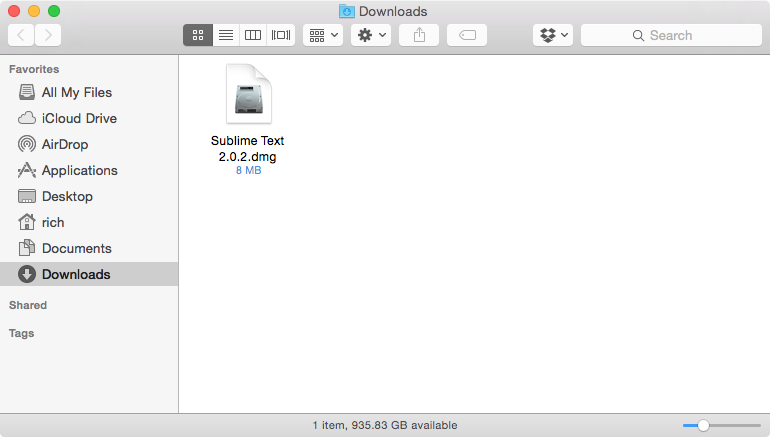 Downloads
Search
Favorites
All My Files
iCloud Drive
AirDrop
Applications
Desktop
rich
Documents
Downloads
Shared
Tags
Sublime Text
2.0.2.dmg
8 MB
1 item, 935.83 GB available